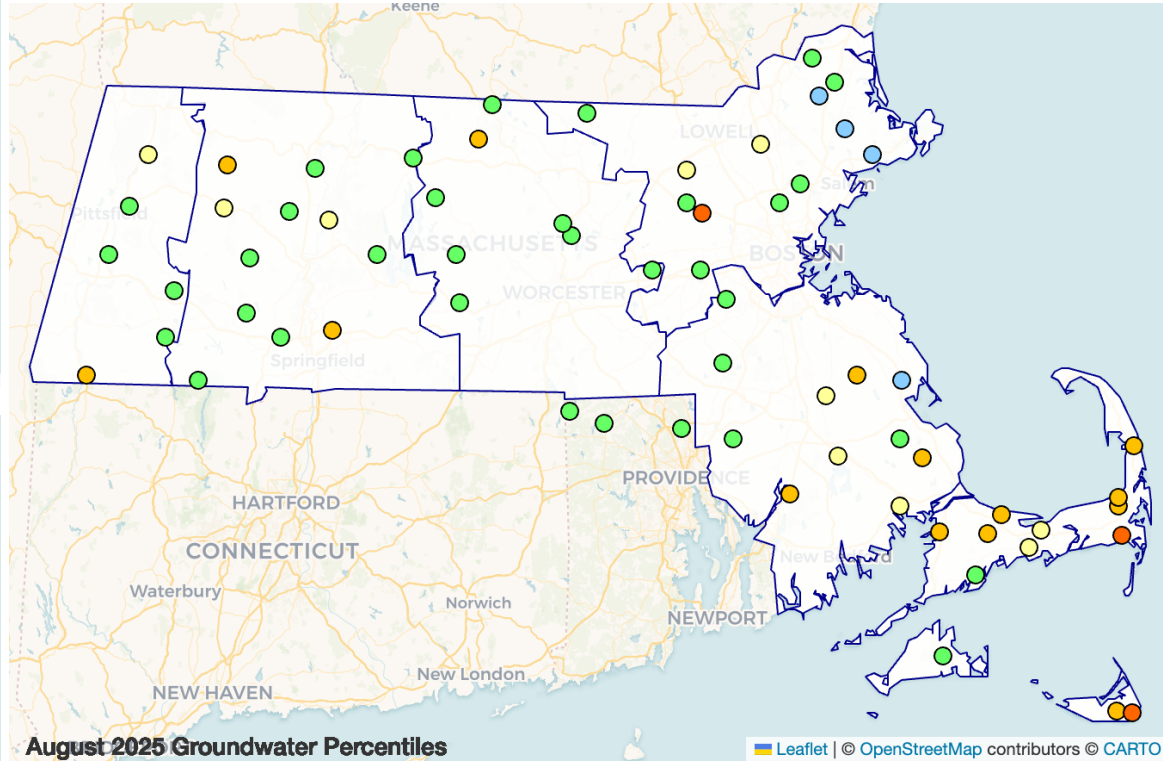 Keene
LOWELL
Salem
Pittsfield
MASSACHUSETTS
BOSTON
WORCESTER
Springfield
PROVIDENCE
HARTFORD
CONNECTICUT
New Bedford
Waterbury
Norwich
NEWPORT
New London
NEW HAVEN
August 2025 Groundwater Percentiles
Leaflet | © OpenStreetMap contributors © CARTO